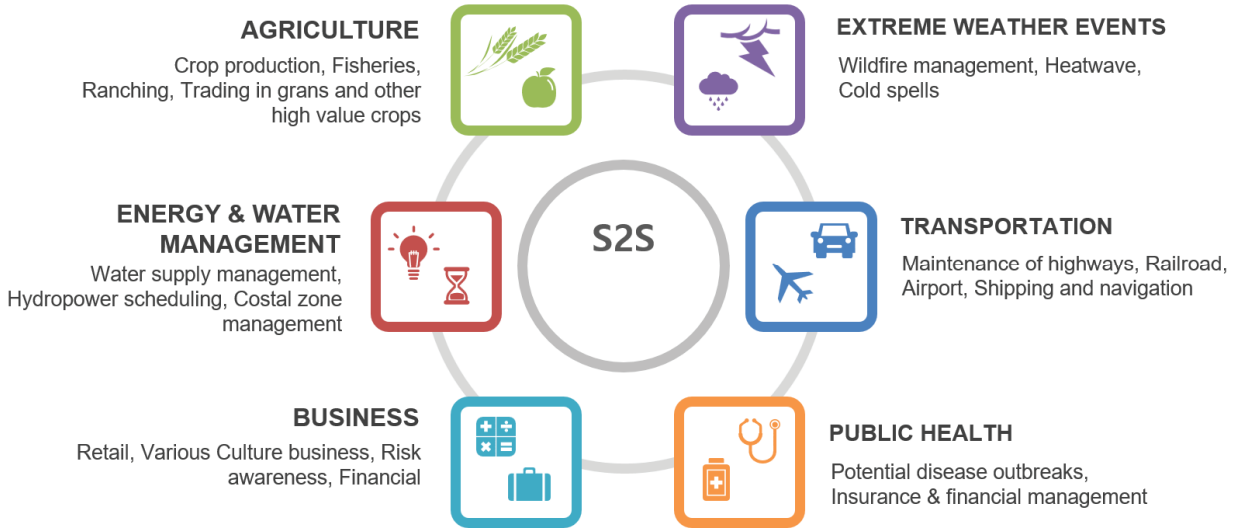 AGRICULTURE
Crop production, Fisheries,
Ranching, Trading in grans and other
high value crops
EXTREME WEATHER EVENTS
Wildfire management, Heatwave,
Cold spells
ENERGY & WATER
MANAGEMENT
Water supply management,
Hydropower scheduling, Costal zone
management
S2S
TRANSPORTATION
Maintenance of highways, Railroad,
Airport, Shipping and navigation
BUSINESS
Retail, Various Culture business, Risk
awareness, Financial
PUBLIC HEALTH
Potential disease outbreaks,
Insurance & financial management